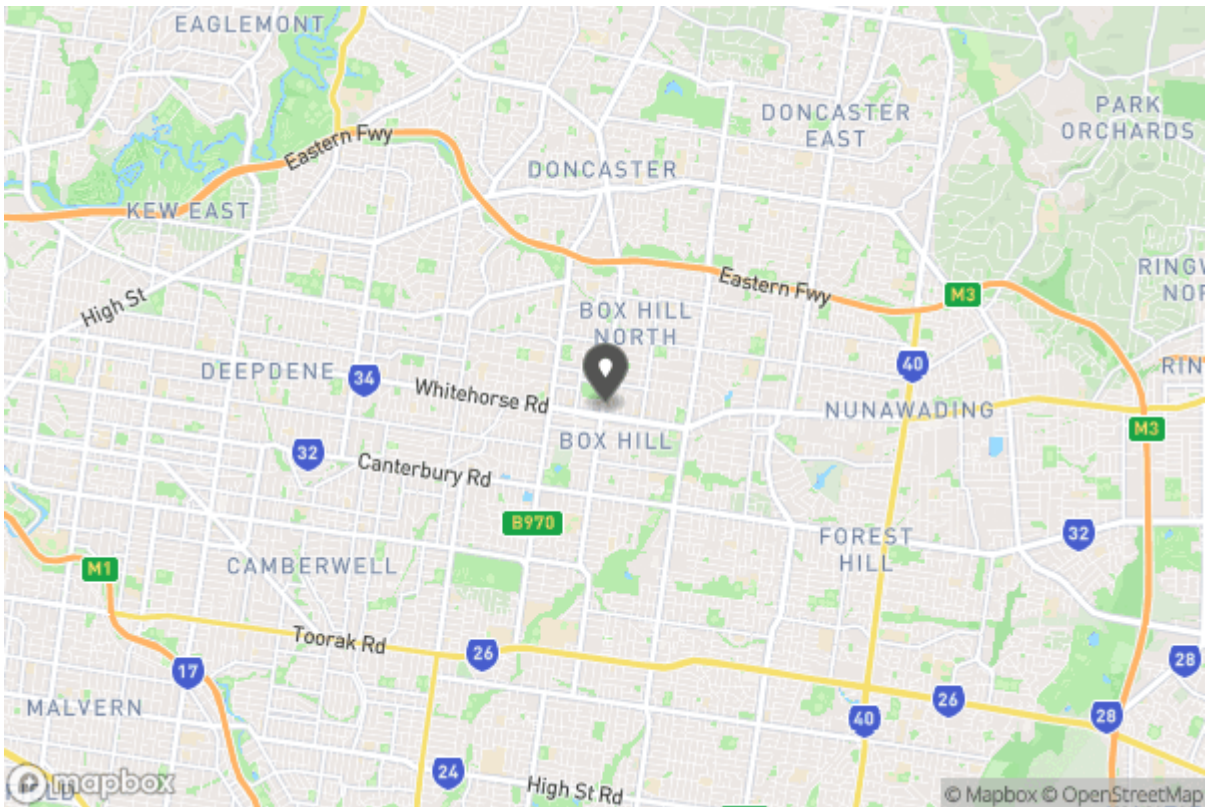 EAGLEMONT
DONCASTER
EAST
PARK
ORCHARDS
Eastern Fwy
DONCASTER
KEW EAST
RINGW
NOR
Eastern Fwy
M3
High St
BOX HILL
NORTH
DEEPDENE
34
40
RIN
Whitehorse Rd
NUNAWADING
M3
BOX HILL
32
Canterbury Rd
B970
FOREST
HILL
32
M1
CAMBERWELL
Toorak Rd
26
17
28
MALVERN
26
40
28
24
High St Rd
mapbox
© Mapbox © OpenStreetMap